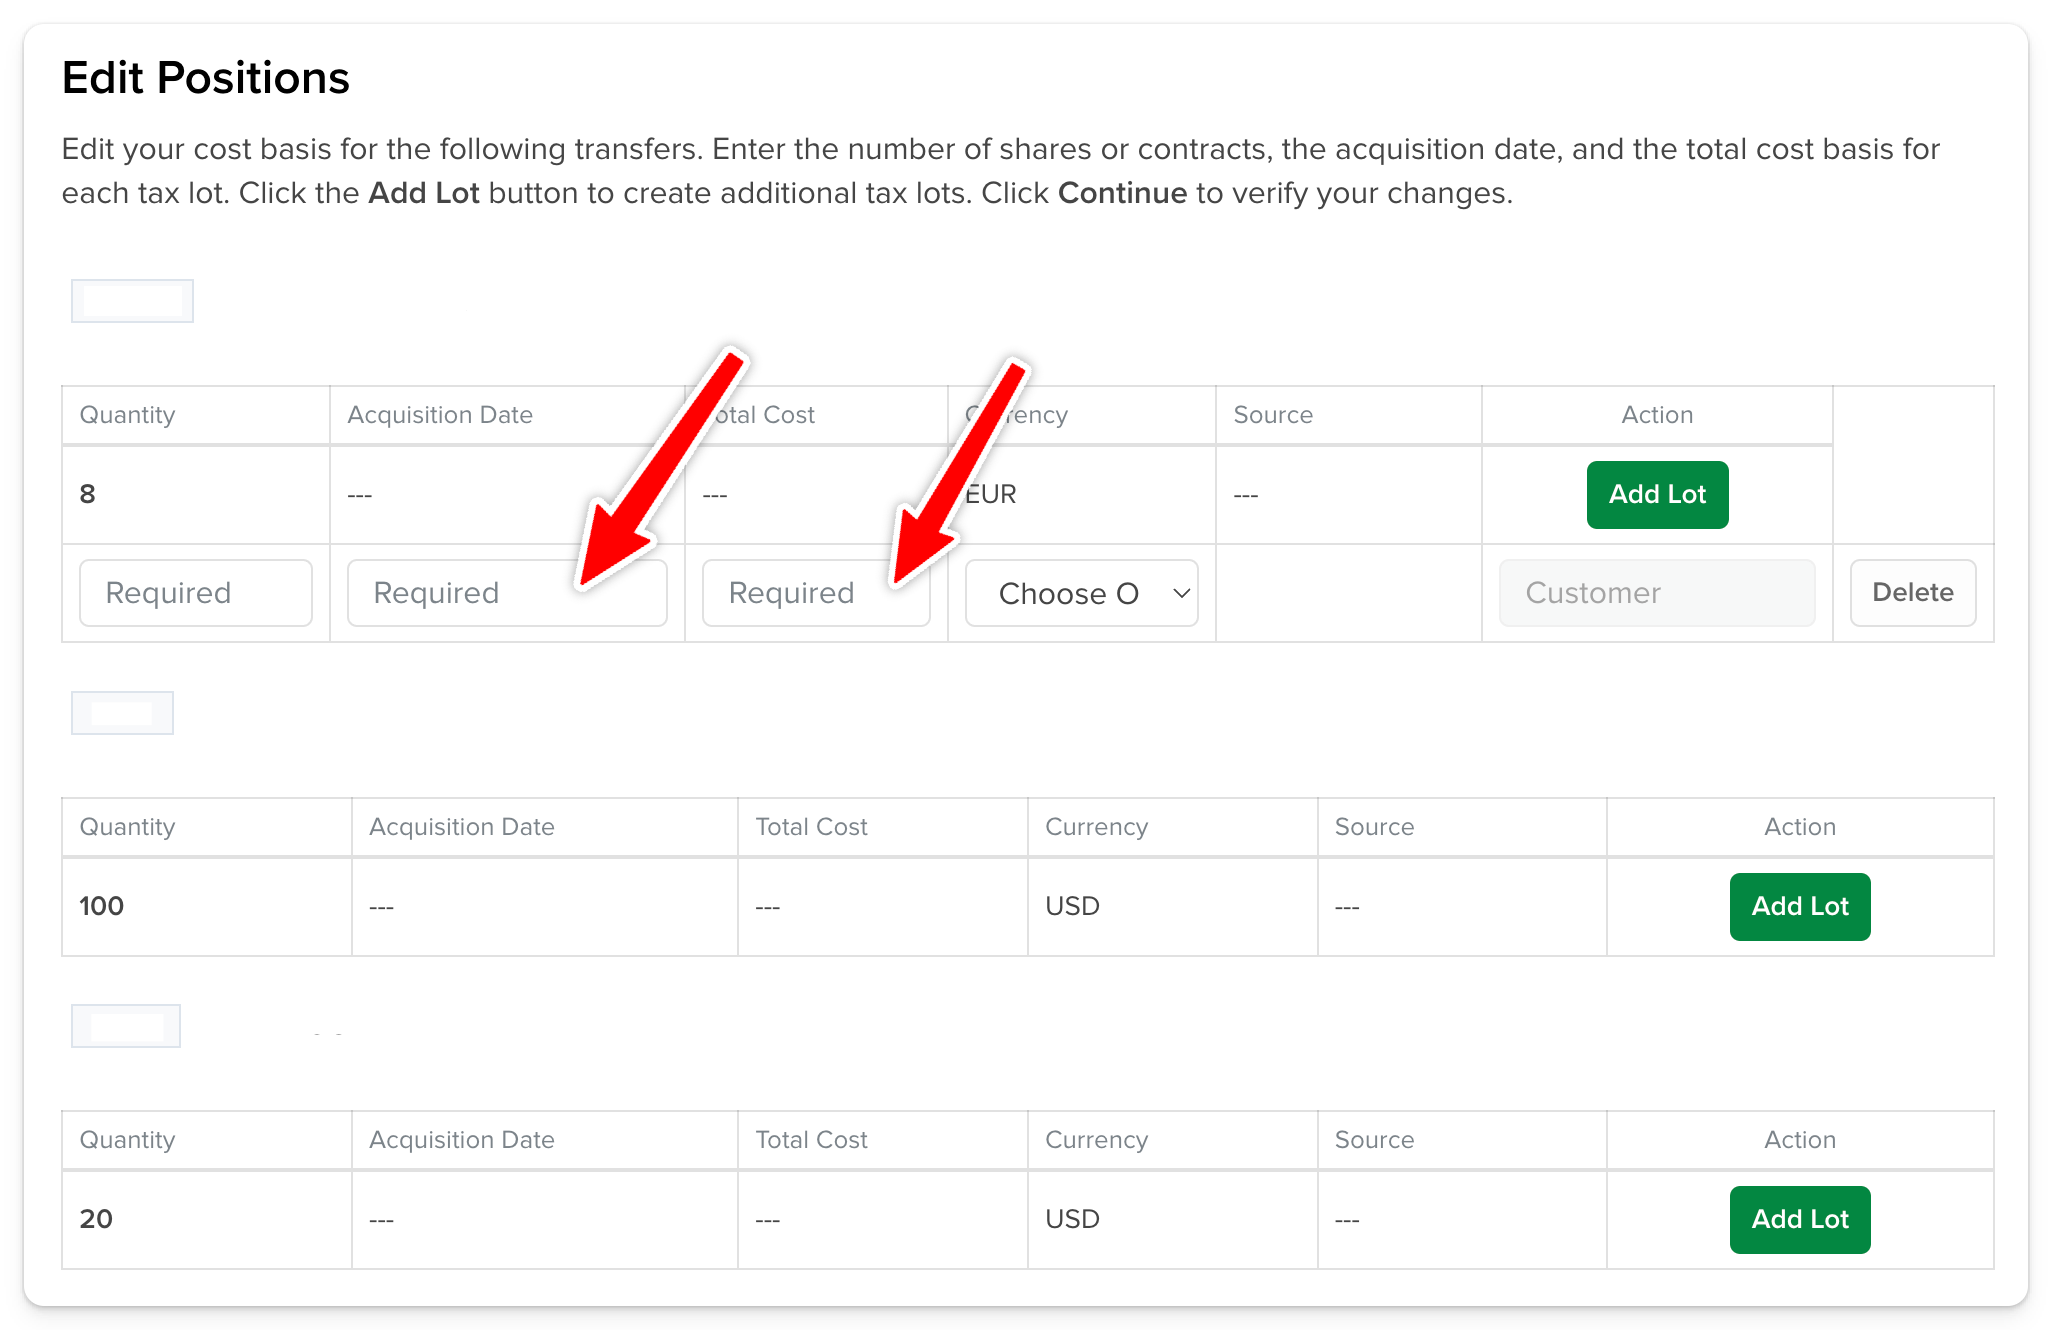 Edit Positions
Edit your cost basis for the following transfers. Enter the number of shares or contracts, the acquisition date, and the total cost basis for
each tax lot. Click the Add Lot button to create additional tax lots. Click Continue to verify your changes.
Quantity Acquisition Date Total Cost Currency Source Action
8 --- --- EUR --- Add Lot
Required Required Required Choose O Customer Delete
Quantity Acquisition Date Total Cost Currency Source Action
100 --- --- USD --- Add Lot
Quantity Acquisition Date Total Cost Currency Source Action
20 --- --- USD --- Add Lot